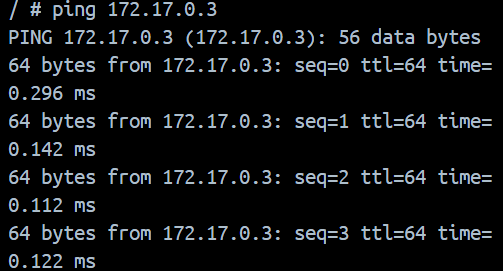 / # ping 172.17.0.3
PING 172.17.0.3 (172.17.0.3): 56 data bytes
64 bytes from 172.17.0.3: seq=0 ttl=64 time=
0.296 ms
64 bytes from 172.17.0.3: seq=1 ttl=64 time=
0.142 ms
64 bytes from 172.17.0.3: seq=2 ttl=64 time=
0.112 ms
64 bytes from 172.17.0.3: seq=3 ttl=64 time=
0.122 ms